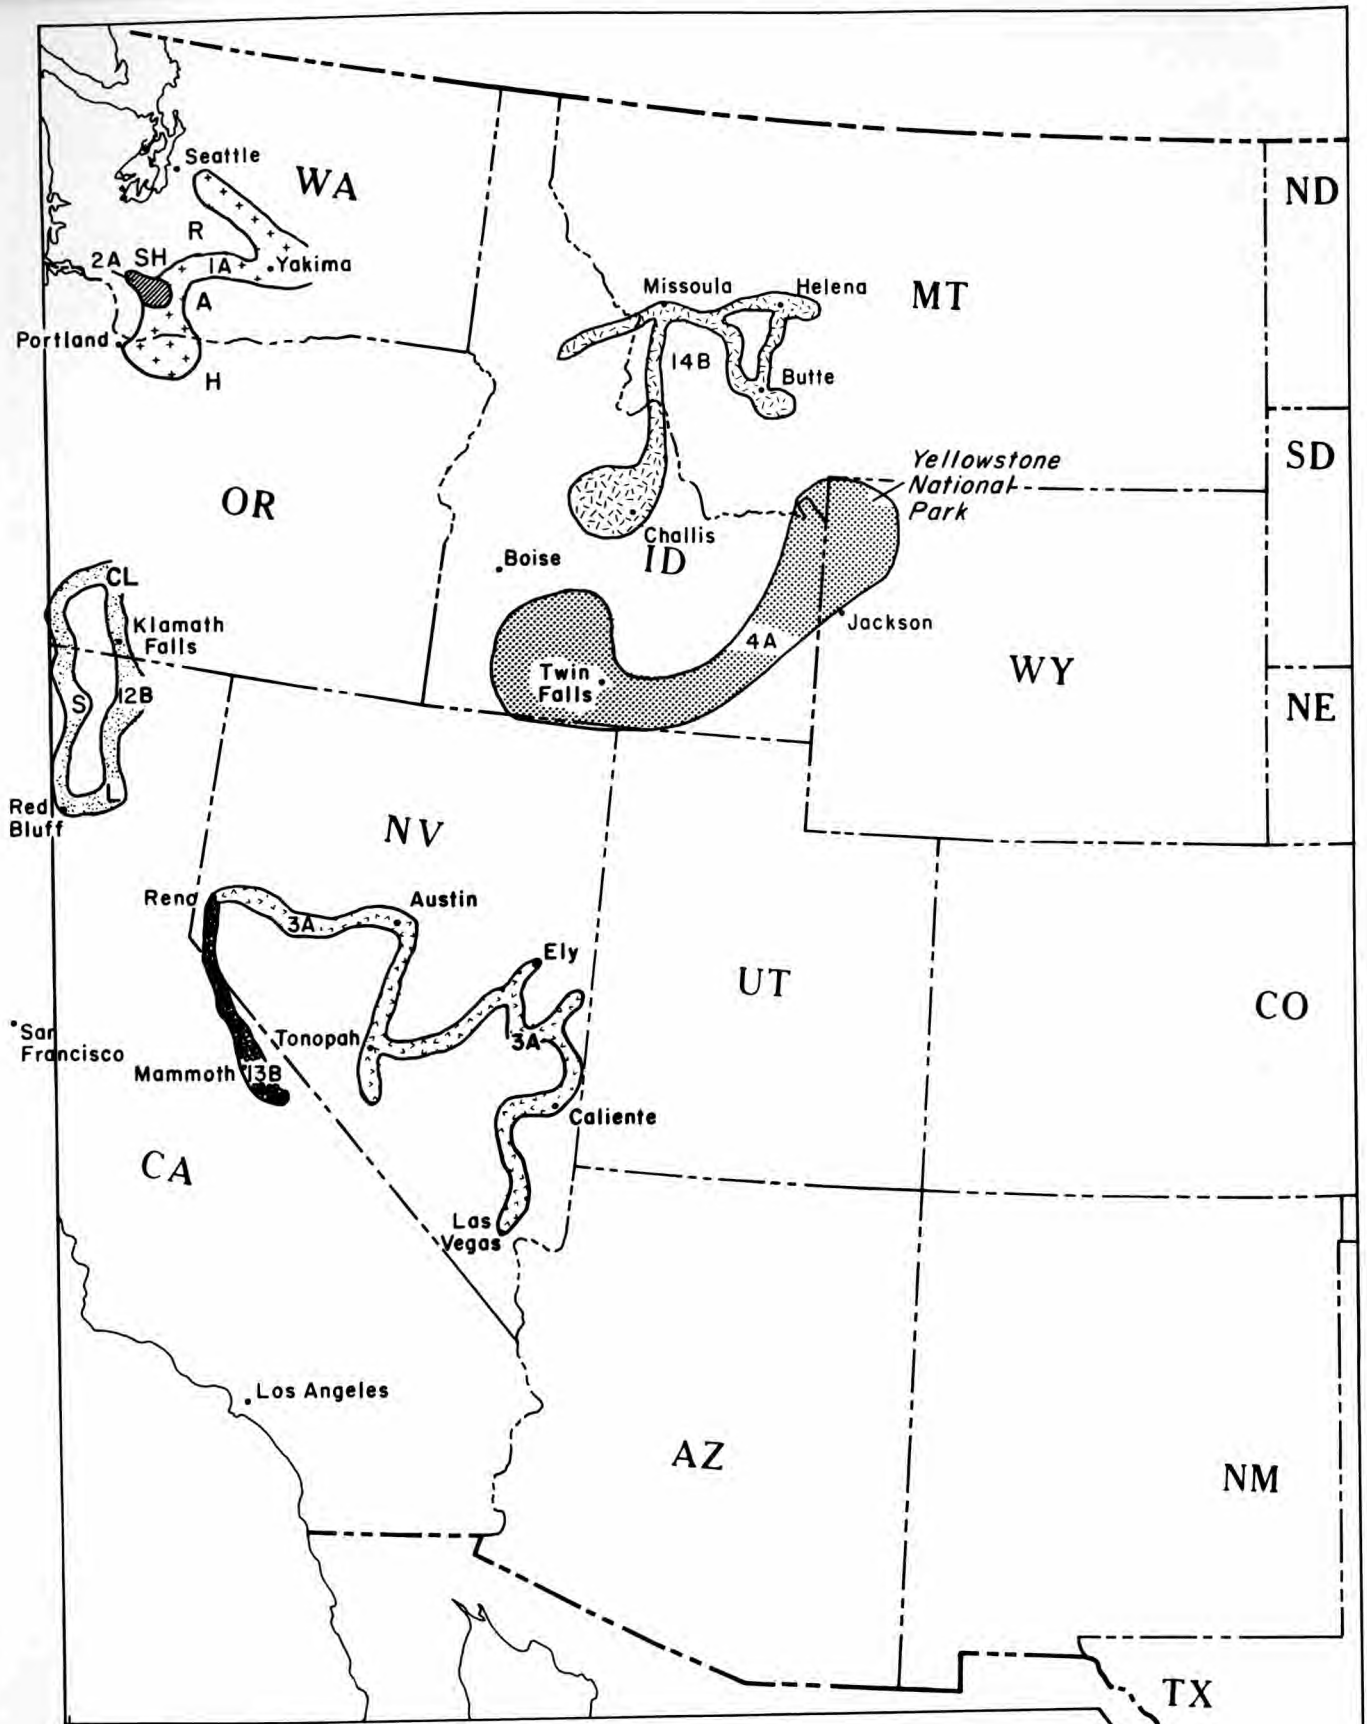 Seattle
WA
ND
R
2A
SH
1A
Yakima
A
Missoula
Helena
MT
Portland
14B
H
Butte
OR
Yellowstone
National
Park
SD
CL
Boise
Challis
ID
Klamath
Falls
Jackson
4A
Twin
Falls
WY
S
12B
NE
L
Red
Bluff
NV
Reno
3A
Austin
Ely
UT
CO
San
Francisco
Tonopah
3A
Mammoth
13B
Caliente
CA
Las
Vegas
Los Angeles
AZ
NM
TX